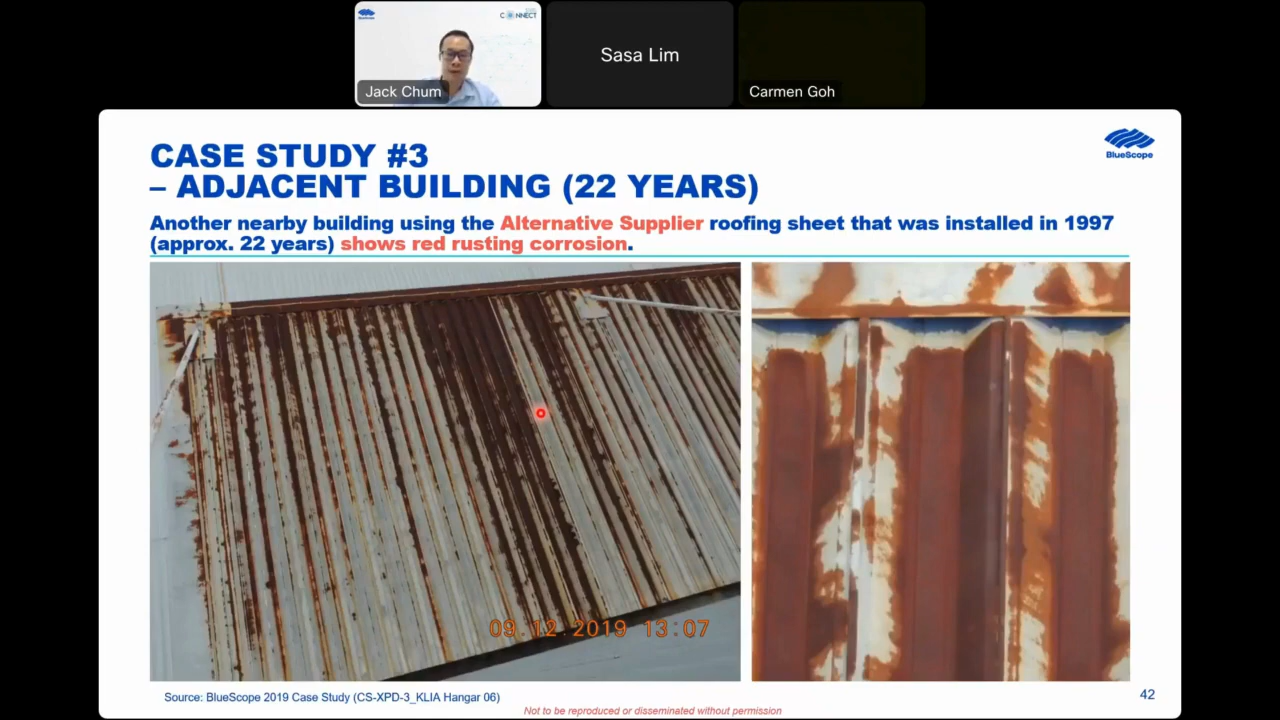 CONNECT
Jack Chum
Sasa Lim
Carmen Goh
CASE STUDY #3
– ADJACENT BUILDING (22 YEARS)
BlueScope
Another nearby building using the Alternative Supplier roofing sheet that was installed in 1997
(approx. 22 years) shows red rusting corrosion.
09.12.2019 13:07
Source: BlueScope 2019 Case Study (CS-XPD-3_KLIA Hangar 06)
42
Not to be reproduced or disseminated without permission